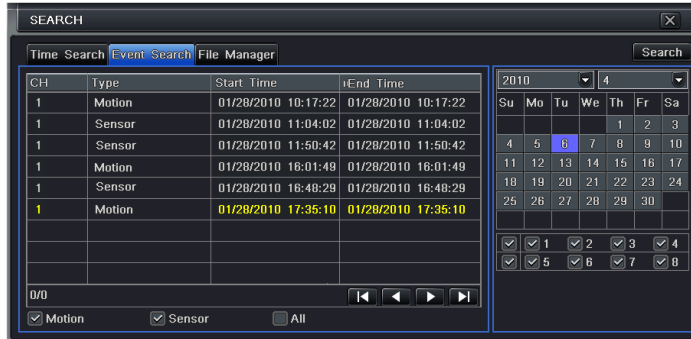 SEARCH
Time Search Event Search File Manager Search
CH Type Start Time End Time
1 Motion 01/28/2010 10:17:22 01/28/2010 10:17:22
1 Sensor 01/28/2010 11:04:02 01/28/2010 11:04:02
1 Sensor 01/28/2010 11:50:42 01/28/2010 11:50:42
1 Motion 01/28/2010 16:01:49 01/28/2010 16:01:49
1 Sensor 01/28/2010 16:48:29 01/28/2010 16:48:29
1 Motion 01/28/2010 17:35:10 01/28/2010 17:35:10
0/0
Motion Sensor All
2010 4
Su Mo Tu We Th Fr Sa
1 2 3
4 5 6 7 8 9 10
11 12 13 14 15 16 17
18 19 20 21 22 23 24
25 26 27 28 29 30
1 2 3 4
5 6 7 8